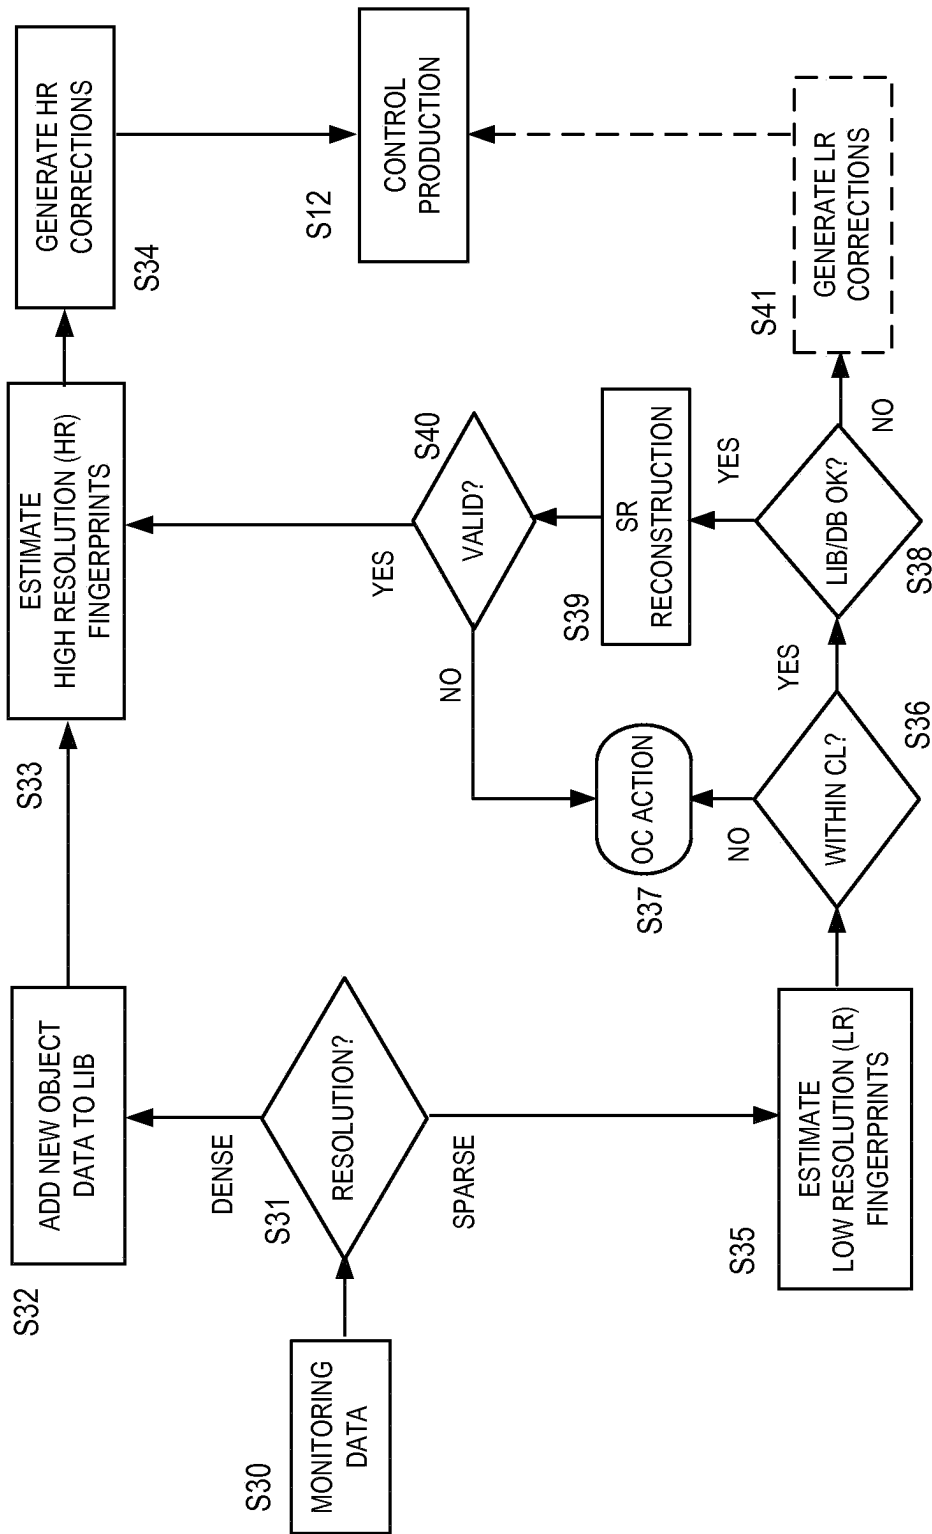 S30
MONITORING
DATA
S31
RESOLUTION?
DENSE
SPARSE
S32
ADD NEW OBJECT
DATA TO LIB
S33
ESTIMATE
HIGH RESOLUTION (HR)
FINGERPRINTS
S34
GENERATE HR
CORRECTIONS
S12
CONTROL
PRODUCTION
S35
ESTIMATE
LOW RESOLUTION (LR)
FINGERPRINTS
WITHIN CL?
S36
NO
YES
S37
OC ACTION
LIB/DB OK?
S38
YES
NO
S39
SR
RECONSTRUCTION
VALID?
S40
NO
YES
S41
GENERATE LR
CORRECTIONS